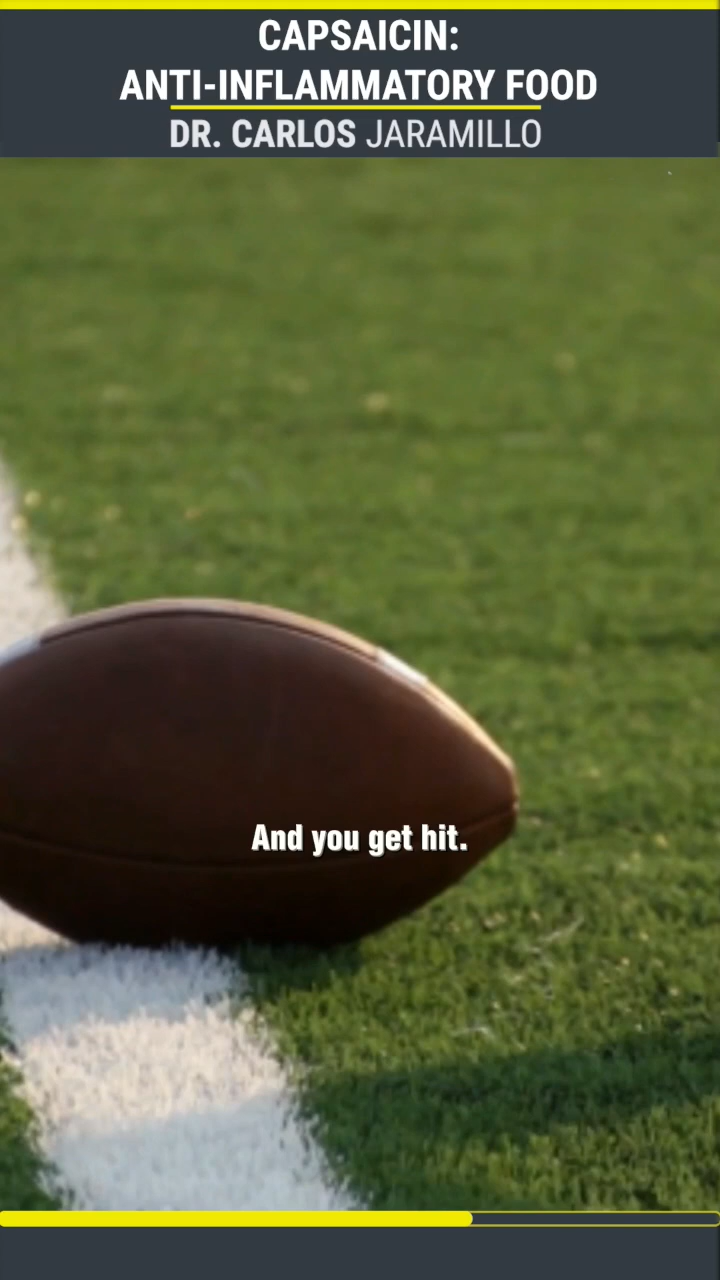 CAPSAICIN:
ANTI-INFLAMMATORY FOOD
DR. CARLOS JARAMILLO
And you get hit.